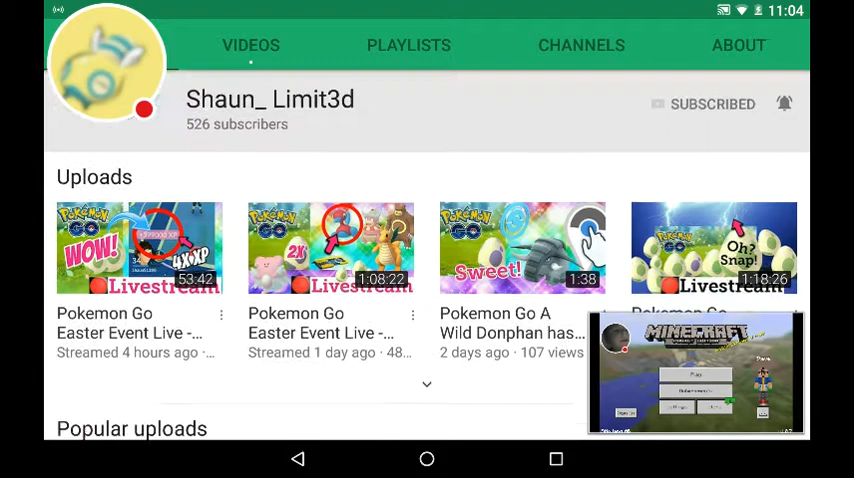 11:04
VIDEOS
PLAYLISTS
CHANNELS
ABOUT
Shaun_ Limit3d
526 subscribers
SUBSCRIBED
Uploads
POKÉMON GO
WOW!
4X XP
Livestream
53:42
POKÉMON GO
2X
Livestream
1:08:22
POKÉMON GO
Sweet!
1:38
POKÉMON GO
Oh? Snap!
Livestream
1:18:26
Pokemon Go
Easter Event Live -...
Streamed 4 hours ago ·...
Pokemon Go
Easter Event Live -...
Streamed 1 day ago · 48...
Pokemon Go A
Wild Donphan has...
2 days ago · 107 views
MINECRAFT
Play
Popular uploads